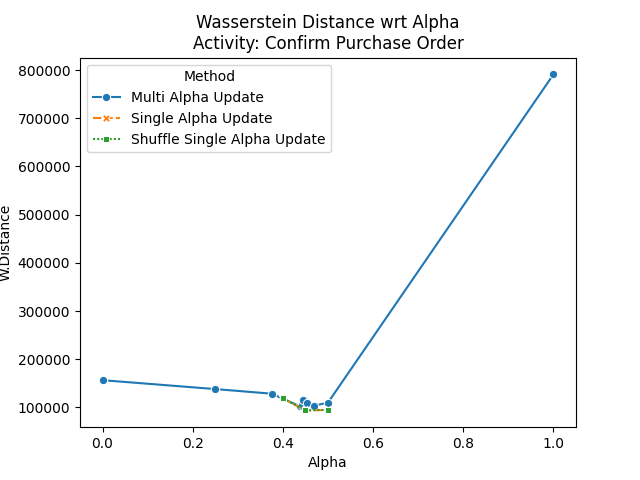 Wasserstein Distance wrt Alpha
Activity: Confirm Purchase Order
Method
Multi Alpha Update
Single Alpha Update
Shuffle Single Alpha Update
800000
700000
600000
500000
400000
300000
200000
100000
W.Distance
0.0 0.2 0.4 0.6 0.8 1.0
Alpha